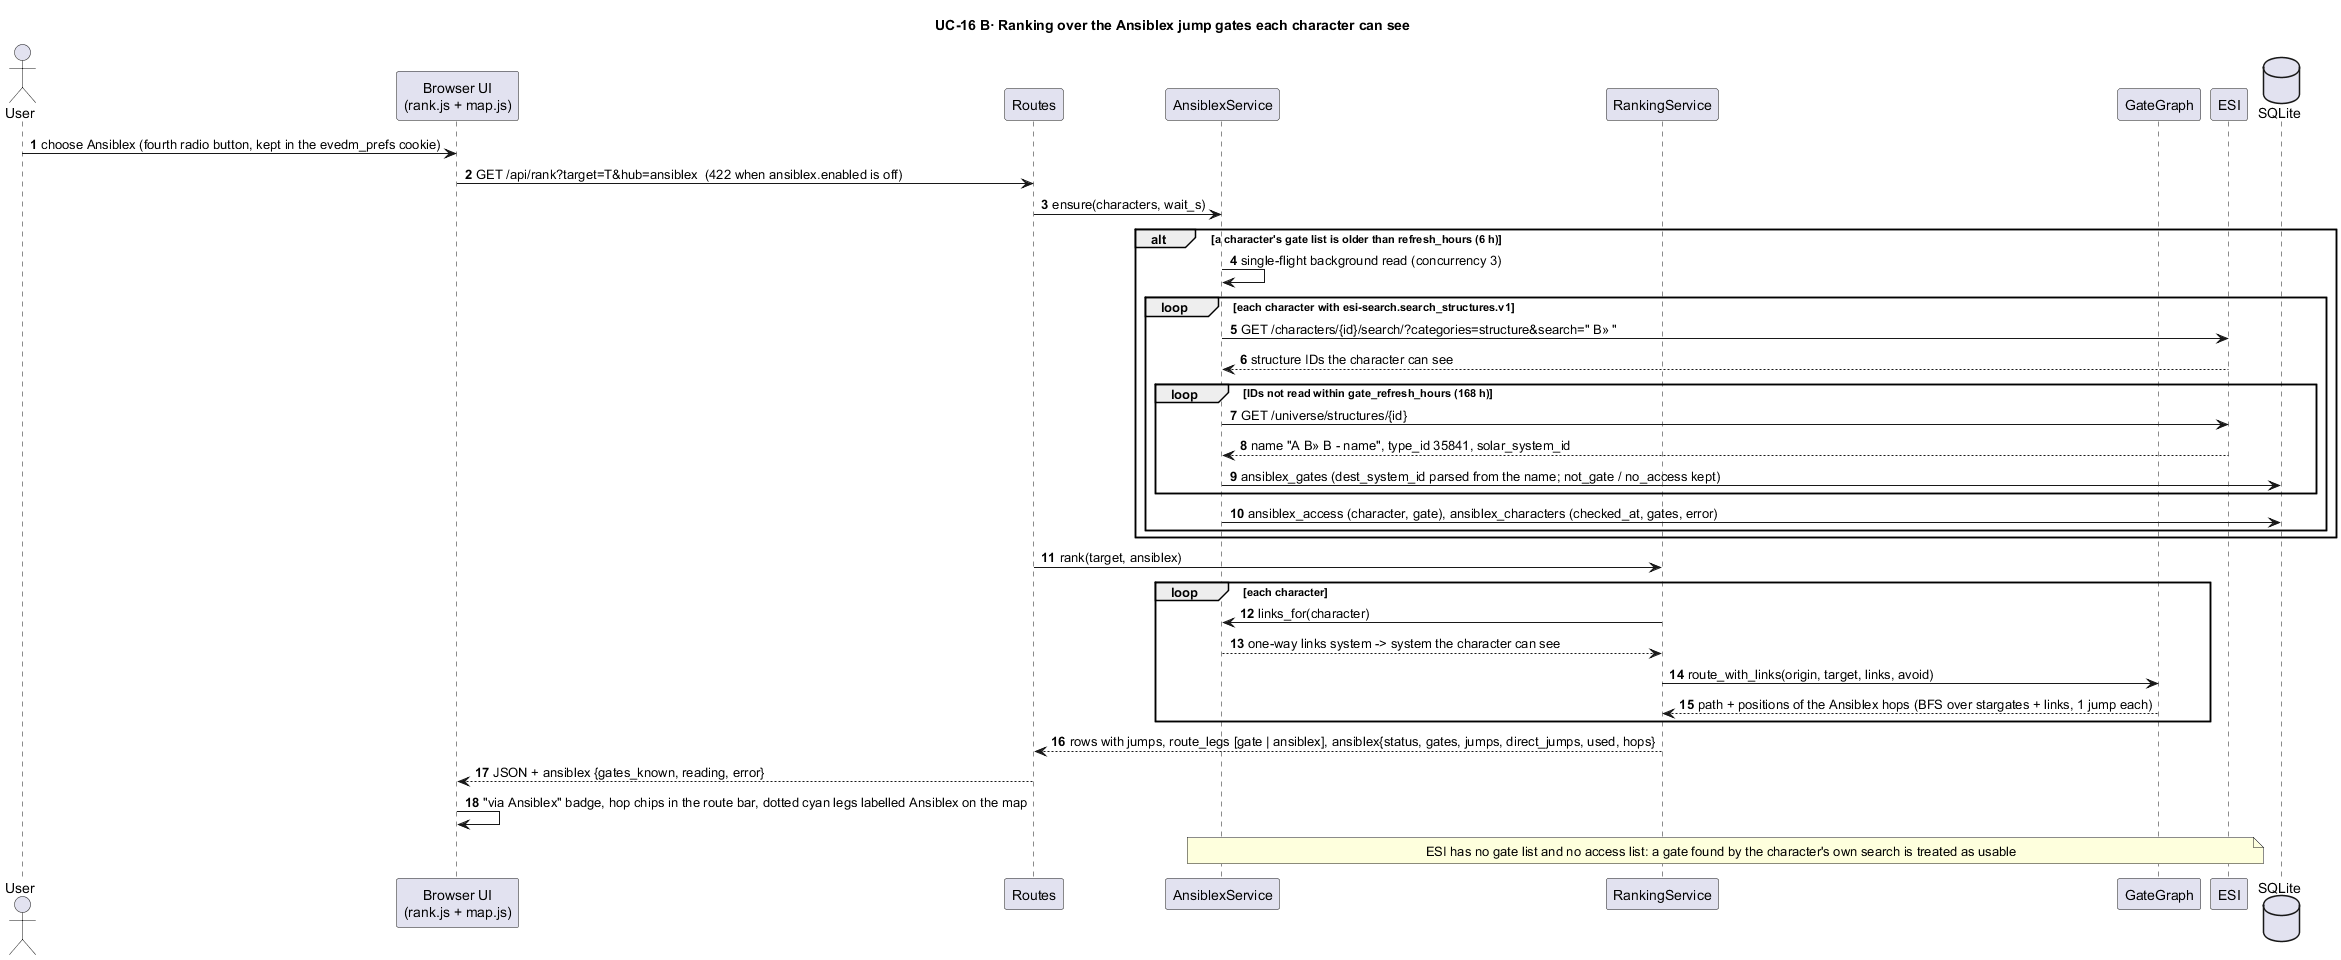 UC-16 B· Ranking over the Ansiblex jump gates each character can see
User
Browser UI
(rank.js + map.js)
Routes
AnsiblexService
RankingService
GateGraph
ESI
SQLite
1 choose Ansiblex (fourth radio button, kept in the evedm_prefs cookie)
2 GET /api/rank?target=T&hub=ansiblex (422 when ansiblex.enabled is off)
3 ensure(characters, wait_s)
alt [a character's gate list is older than refresh_hours (6 h)]
4 single-flight background read (concurrency 3)
loop [each character with esi-search.search_structures.v1]
5 GET /characters/{id}/search/?categories=structure&search=" B» "
6 structure IDs the character can see
loop [IDs not read within gate_refresh_hours (168 h)]
7 GET /universe/structures/{id}
8 name "A B» B - name", type_id 35841, solar_system_id
9 ansiblex_gates (dest_system_id parsed from the name; not_gate / no_access kept)
10 ansiblex_access (character, gate), ansiblex_characters (checked_at, gates, error)
11 rank(target, ansiblex)
loop [each character]
12 links_for(character)
13 one-way links system -> system the character can see
14 route_with_links(origin, target, links, avoid)
15 path + positions of the Ansiblex hops (BFS over stargates + links, 1 jump each)
16 rows with jumps, route_legs [gate | ansiblex], ansiblex{status, gates, jumps, direct_jumps, used, hops}
17 JSON + ansiblex {gates_known, reading, error}
18 "via Ansiblex" badge, hop chips in the route bar, dotted cyan legs labelled Ansiblex on the map
ESI has no gate list and no access list: a gate found by the character's own search is treated as usable
User
Browser UI
(rank.js + map.js)
Routes
AnsiblexService
RankingService
GateGraph
ESI
SQLite